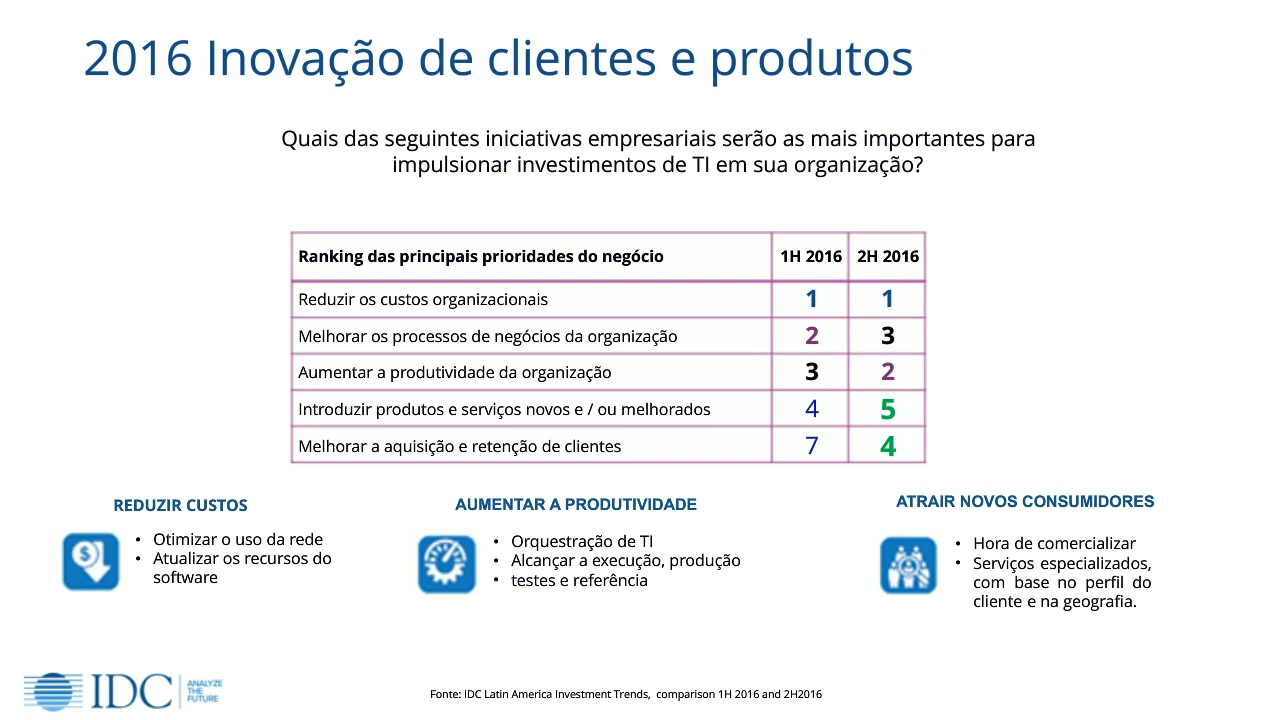 2016 Inovação de clientes e produtos
Quais das seguintes iniciativas empresariais serão as mais importantes para
impulsionar investimentos de TI em sua organização?
Ranking das principais prioridades do negócio 1H 2016 2H 2016
Reduzir os custos organizacionais 1 1
Melhorar os processos de negócios da organização 2 3
Aumentar a produtividade da organização 3 2
Introduzir produtos e serviços novos e / ou melhorados 4 5
Melhorar a aquisição e retenção de clientes 7 4
REDUZIR CUSTOS
• Otimizar o uso da rede
• Atualizar os recursos do
software
AUMENTAR A PRODUTIVIDADE
• Orquestração de TI
• Alcançar a execução, produção
• testes e referência
ATRAIR NOVOS CONSUMIDORES
• Hora de comercializar
• Serviços especializados,
com base no perfil do
cliente e na geografia.
IDC
ANALYZE
THE
FUTURE
Fonte: IDC Latin America Investment Trends, comparison 1H 2016 and 2H2016